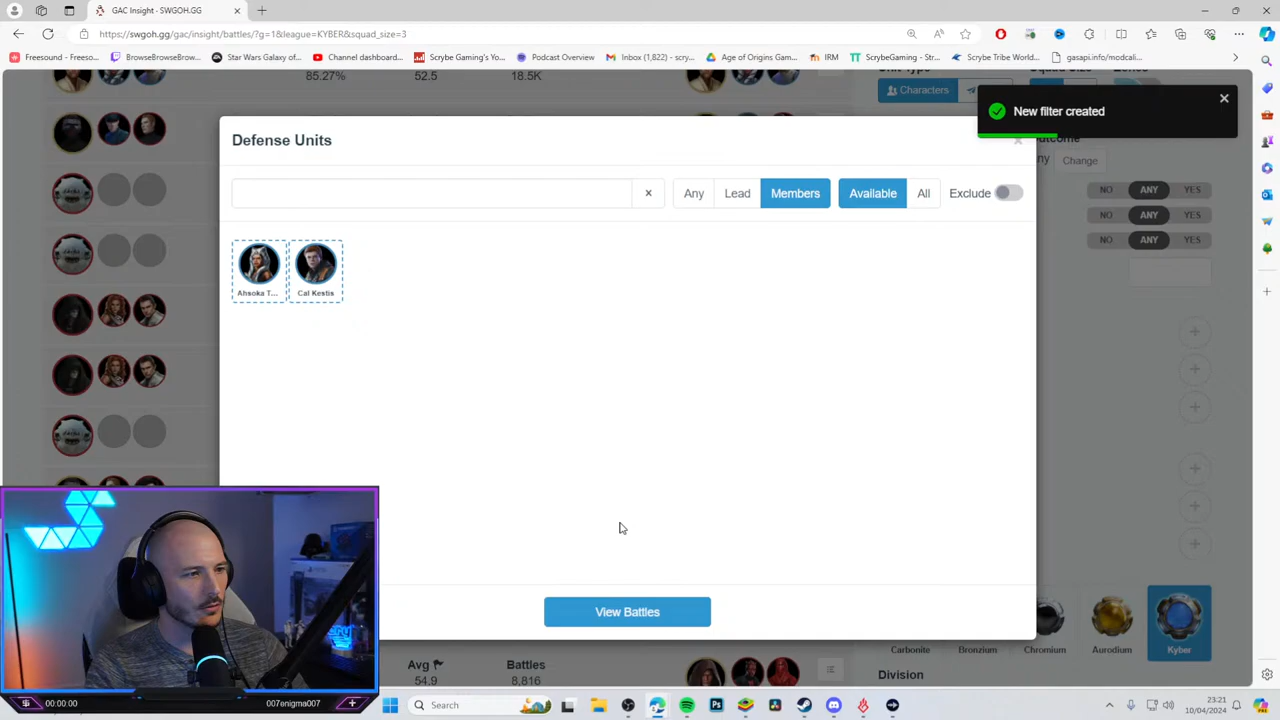 GAC Insight - SWGOH.GG
https://swgoh.gg/gac/insight/battles/?g=1&league=KYBER&squad_size=3
Freesound - Freeso...
BrowseBrowseBrow...
Star Wars Galaxy of...
Channel dashboard...
Scrybe Gaming's Yo...
Podcast Overview
Inbox (1,822) - scry...
Age of Origins Gam...
IRM
ScrybeGaming - Str...
Scrybe Tribe World...
gasapi.info/modcali...
85.27%
52.5
18.5K
Characters
New filter created
Defense Units
Change
Any
Lead
Members
Available
All
Exclude
NO ANY YES
NO ANY YES
NO ANY YES
Ahsoka T...
Cal Kestis
View Battles
Carbonite
Bronzium
Chromium
Aurodium
Kyber
Avg
Battles
54.9
8,816
Division
00:00:00
007enigma007
Search
23:21
10/04/2024